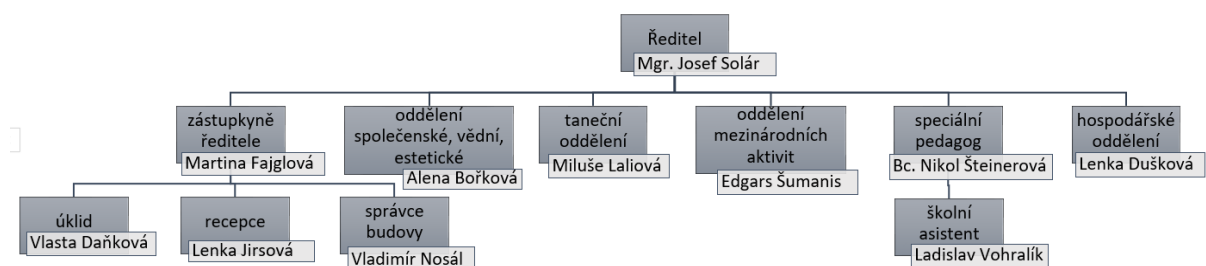 Ředitel
Mgr. Josef Solár
zástupkyně
ředitele
Martina Fajglová
oddělení
společenské, vědní,
estetické
Alena Bořková
taneční
oddělení
Miluše Laliová
oddělení
mezinárodních
aktivit
Edgars Šumanis
speciální
pedagog
Bc. Nikol Šteinerová
hospodářské
oddělení
Lenka Dušková
úklid
Vlasta Daňková
recepce
Lenka Jirsová
správce
budovy
Vladimír Nosál
školní
asistent
Ladislav Vohralík